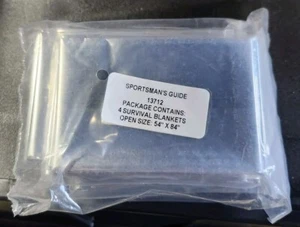 SPORTSMAN'S GUIDE
13712
PACKAGE CONTAINS:
4 SURVIVAL BLANKETS
OPEN SIZE: 54" X 84"